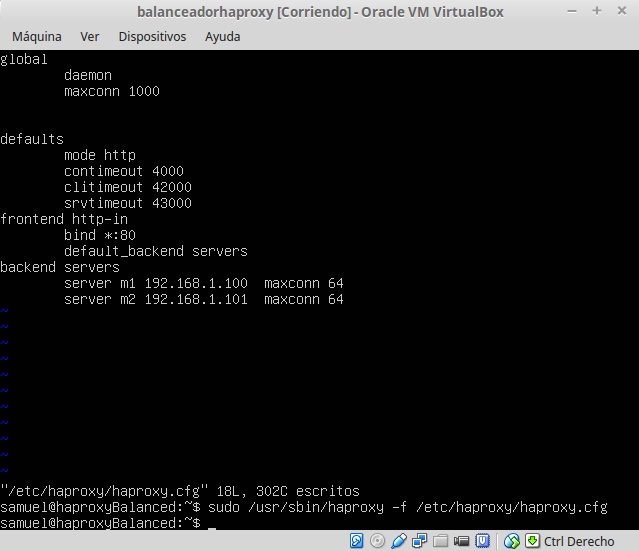 balanceadorhaproxy [Corriendo] - Oracle VM VirtualBox
Máquina Ver Dispositivos Ayuda
global
daemon
maxconn 1000
defaults
mode http
contimeout 4000
clitimeout 42000
srvtimeout 43000
frontend http-in
bind *:80
default_backend servers
backend servers
server m1 192.168.1.100 maxconn 64
server m2 192.168.1.101 maxconn 64
~
~
~
~
~
~
~
~
~
~
~
"/etc/haproxy/haproxy.cfg" 18L, 302C escritos
samuel@haproxyBalanced:~$ sudo /usr/sbin/haproxy -f /etc/haproxy/haproxy.cfg
samuel@haproxyBalanced:~$ _
Ctrl Derecho